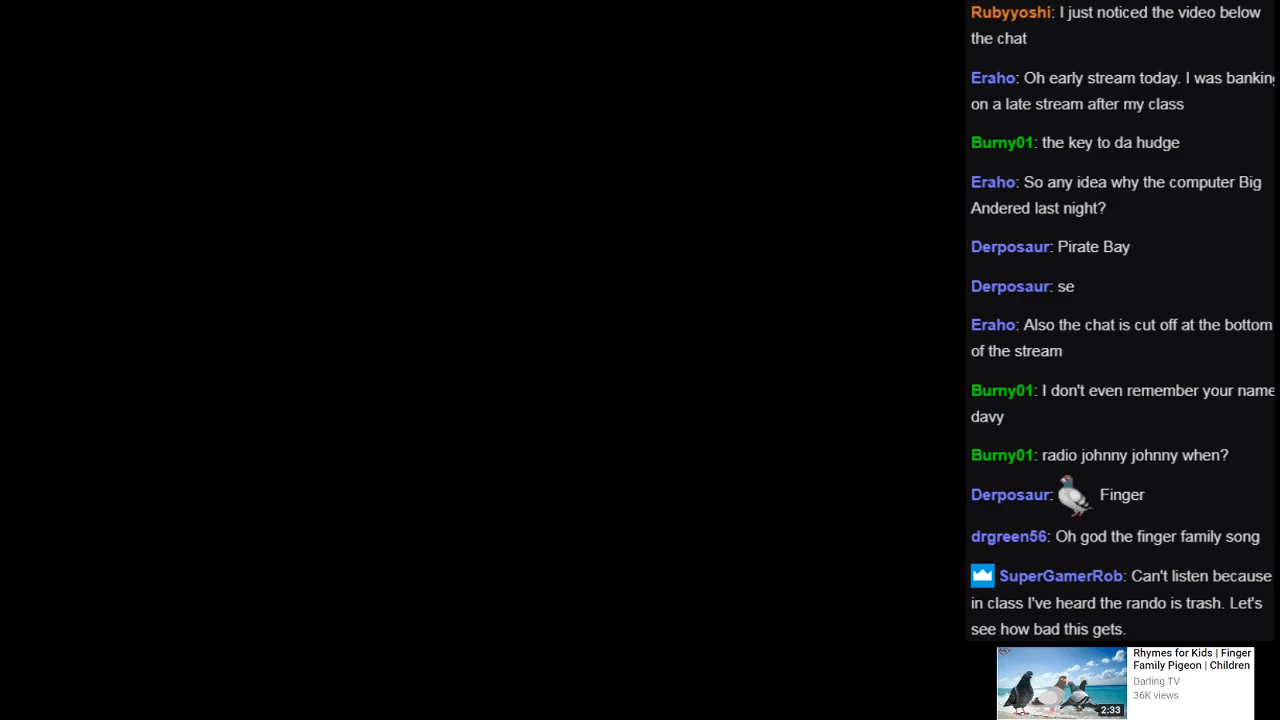 Rubyyoshi: I just noticed the video below
the chat
Eraho: Oh early stream today. I was banking
on a late stream after my class
Burny01: the key to da hudge
Eraho: So any idea why the computer Big
Andered last night?
Derposaur: Pirate Bay
Derposaur: se
Eraho: Also the chat is cut off at the bottom
of the stream
Burny01: I don't even remember your name
davy
Burny01: radio johnny johnny when?
Derposaur: Finger
drgreen56: Oh god the finger family song
SuperGamerRob: Can't listen because
in class I've heard the rando is trash. Let's
see how bad this gets.
Rhymes for Kids | Finger
Family Pigeon | Children
Darling TV
36K views
2:33